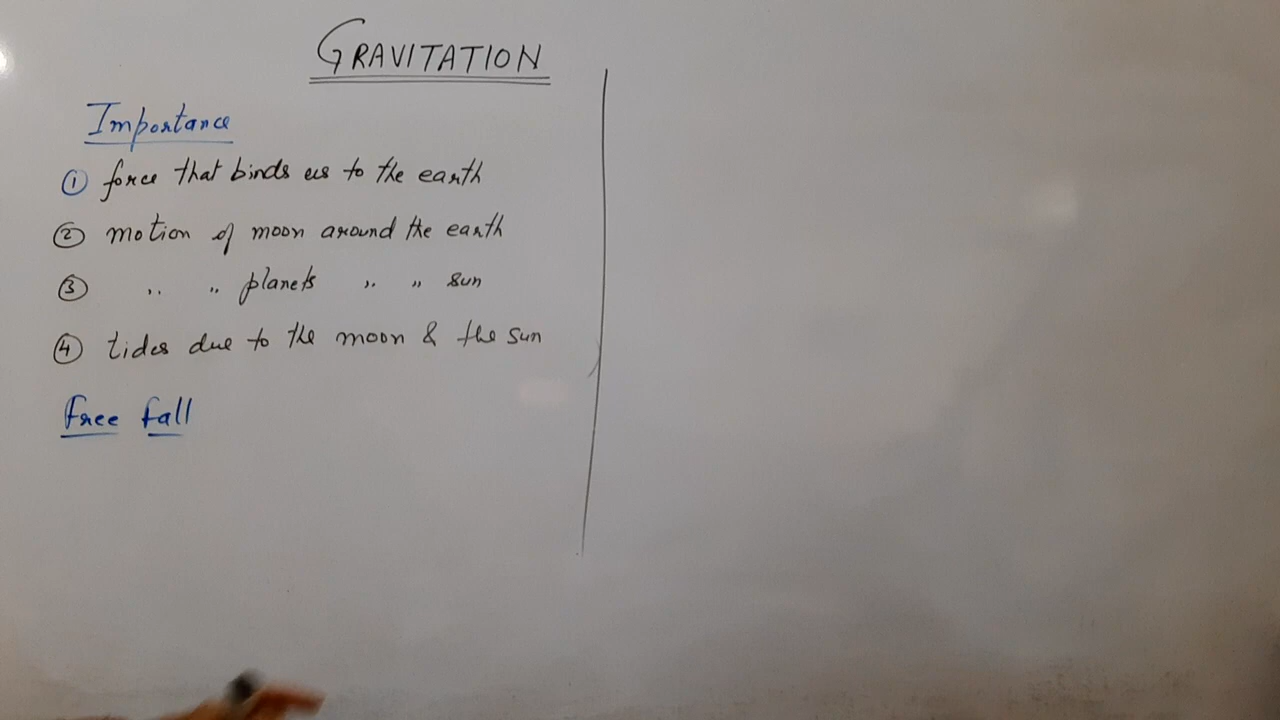 GRAVITATION
Importance
① force that binds us to the earth
② motion of moon around the earth
③ ,, ,, planets ,, ,, sun
④ tides due to the moon & the sun
Free fall